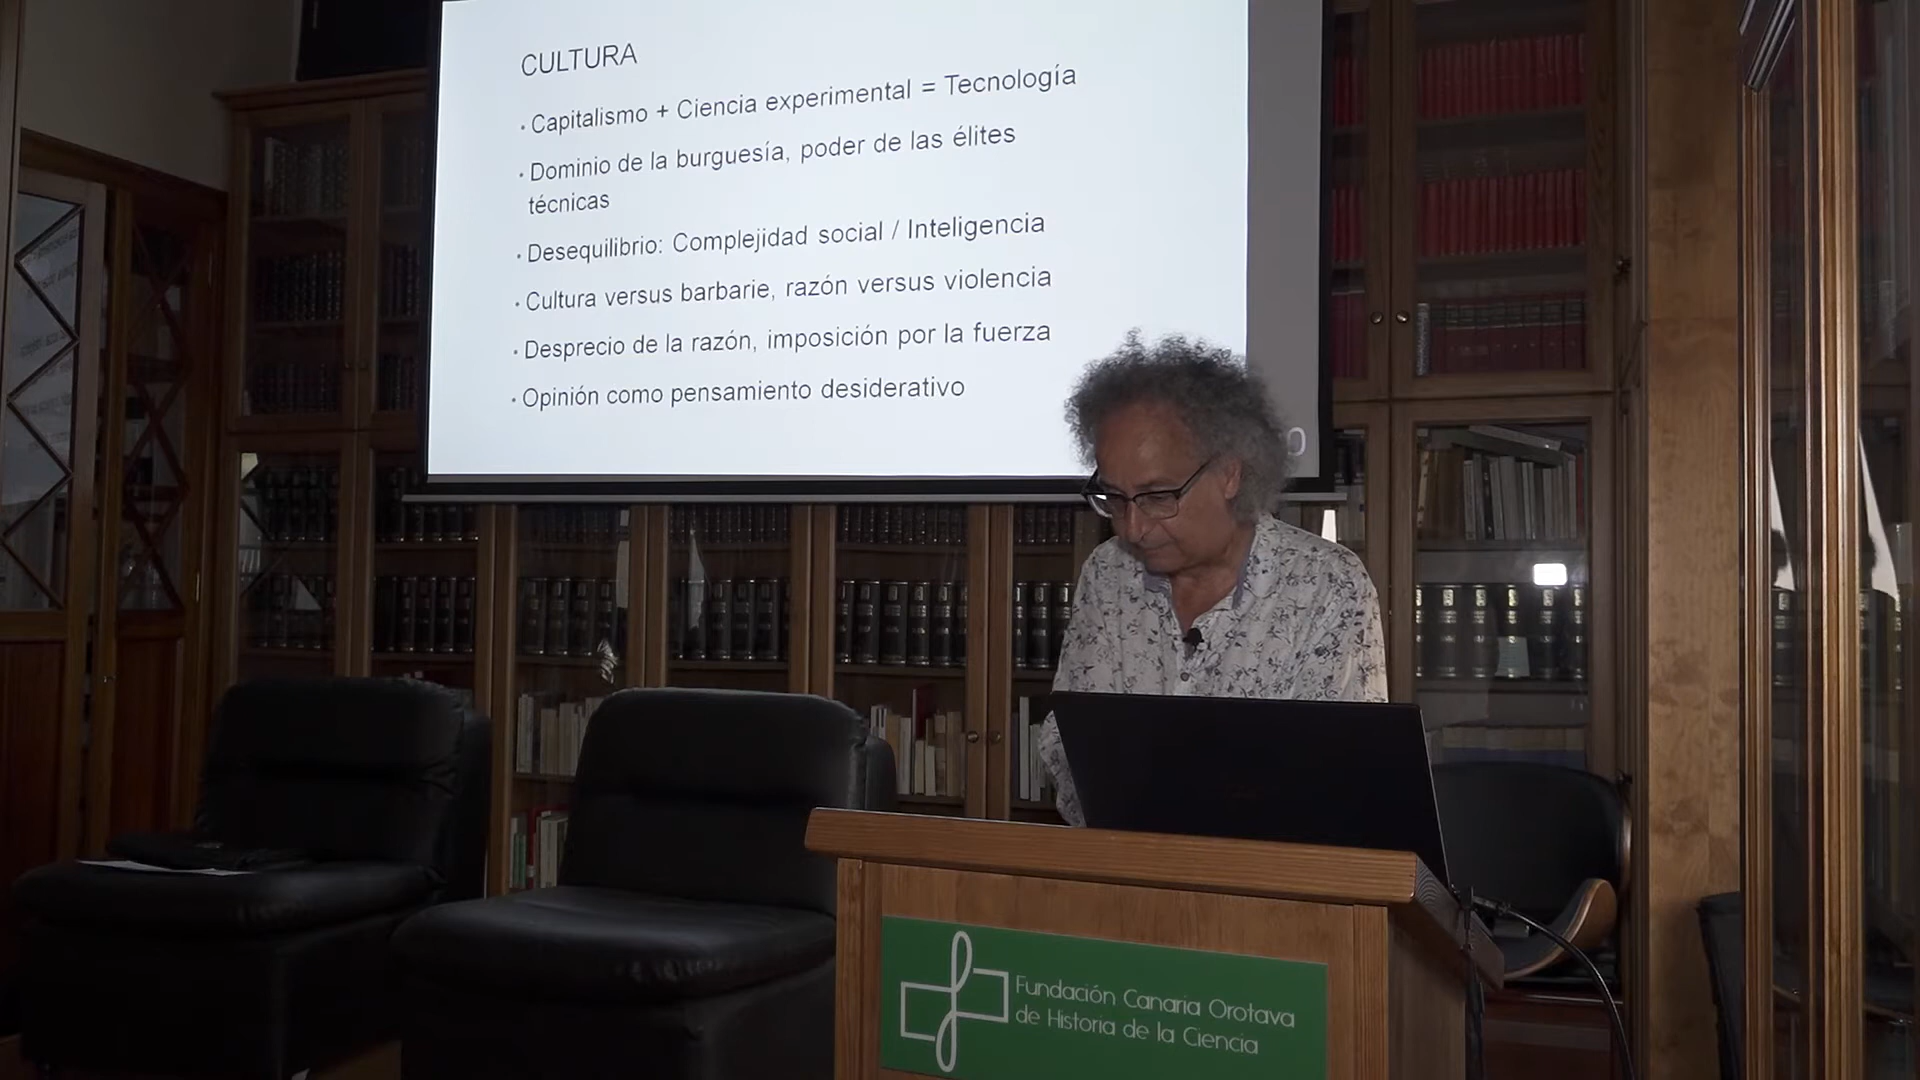 CULTURA
• Capitalismo + Ciencia experimental = Tecnología
• Dominio de la burguesía, poder de las élites
técnicas
• Desequilibrio: Complejidad social / Inteligencia
• Cultura versus barbarie, razón versus violencia
• Desprecio de la razón, imposición por la fuerza
• Opinión como pensamiento desiderativo
Fundación Canaria Orotava
de Historia de la Ciencia